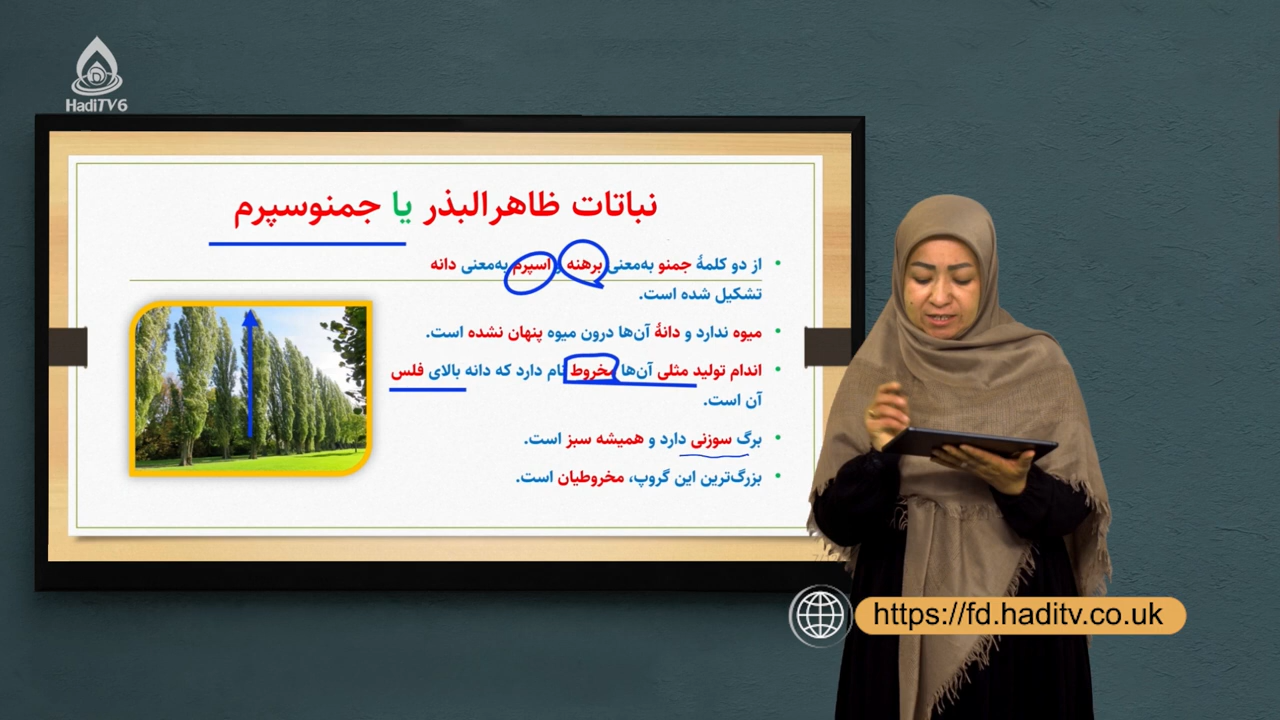 HadiTV6
نباتات ظاهرالبذر یا جمنوسپرم
از دو کلمۀ جمنو به‌معنی برهنه و اسپرم به‌معنی دانه
تشکیل شده است.
میوه ندارد و دانۀ آن‌ها درون میوه پنهان نشده است.
اندام تولید مثلی آن‌ها مخروط نام دارد که دانه بالای فلس
آن است.
برگ سوزنی دارد و همیشه سبز است.
بزرگ‌ترین این گروپ، مخروطیان است.
https://fd.haditv.co.uk